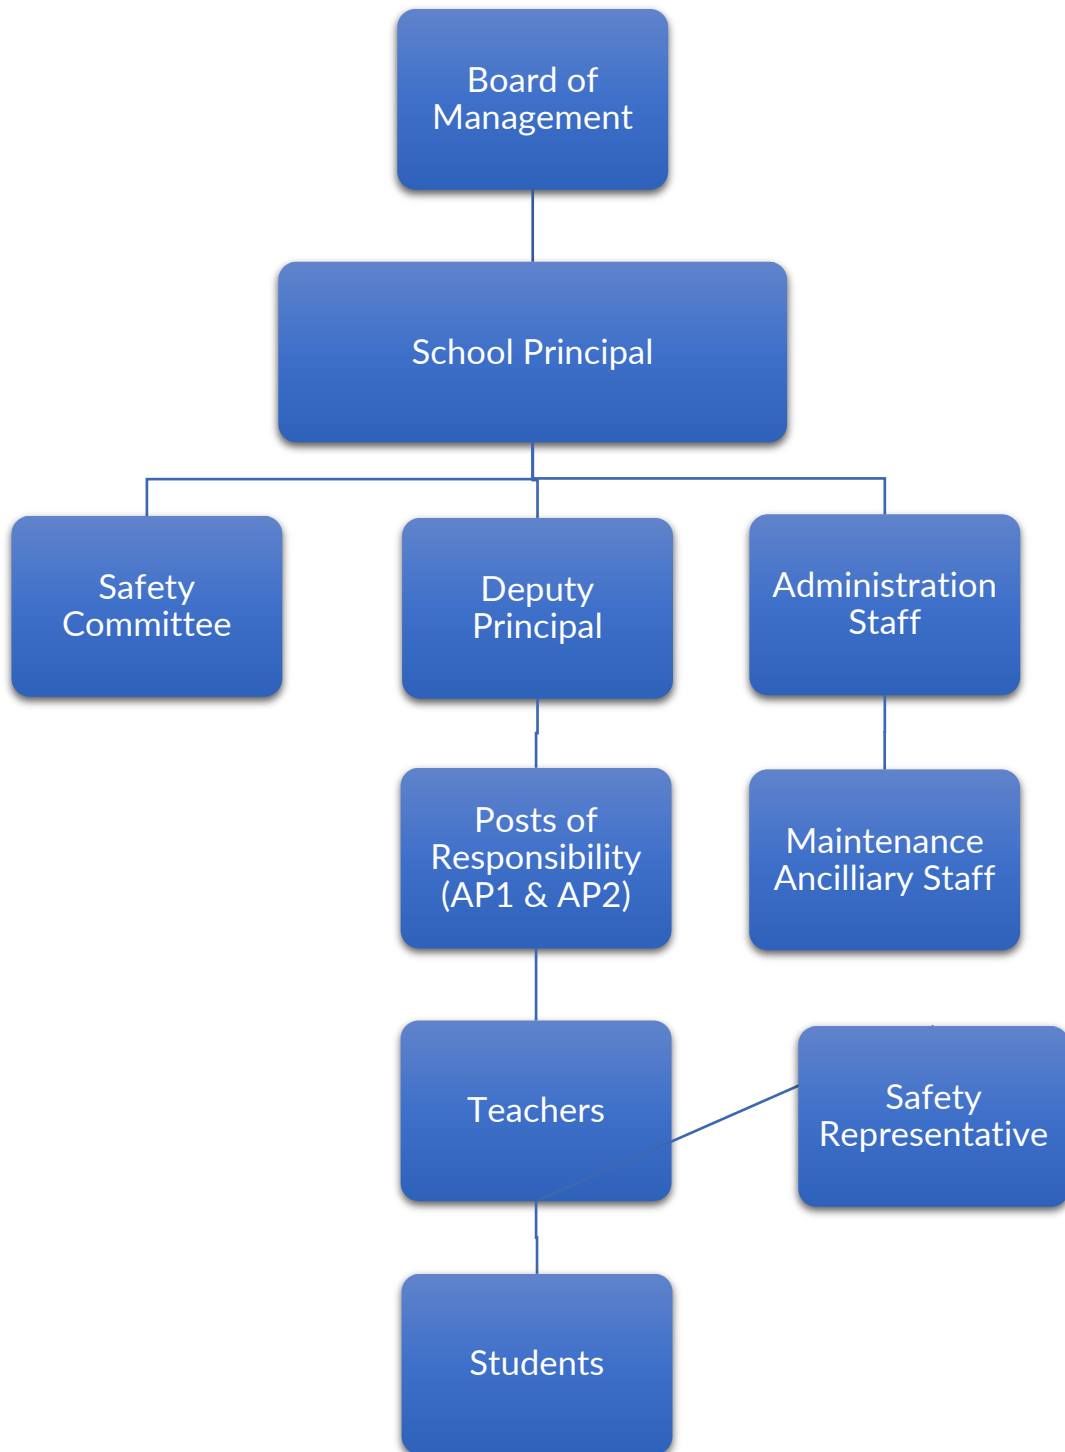 Board of
Management
School Principal
Safety
Committee
Deputy
Principal
Administration
Staff
Posts of
Responsibility
(AP1 & AP2)
Maintenance
Ancilliary Staff
Teachers
Safety
Representative
Students